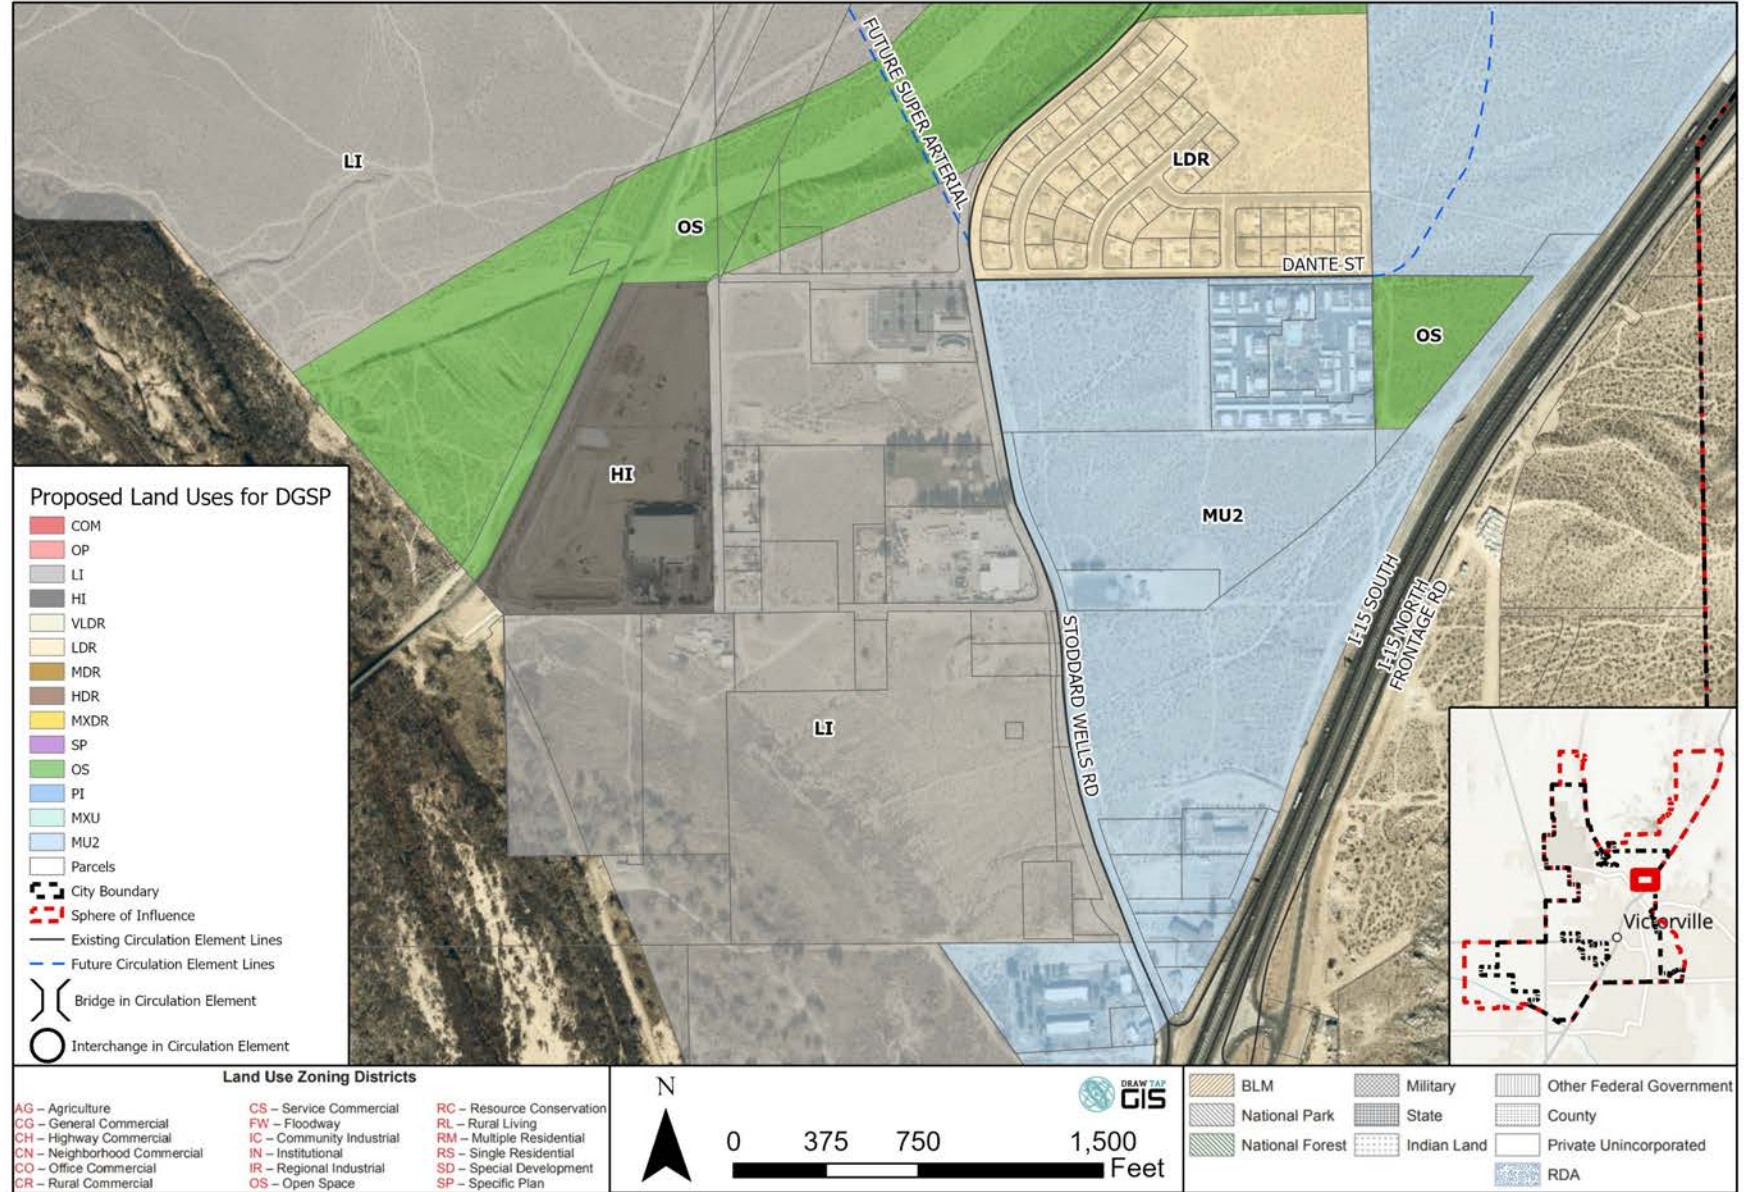 FUTURE SUPER ARTERIAL
LI
LDR
OS
DANTE ST
OS
HI
MU2
I-15 SOUTH
I-15 NORTH
FRONTAGE RD
STODDARD WELLS RD
LI
Proposed Land Uses for DGSP
COM
OP
LI
HI
VLDR
LDR
MDR
HDR
MXDR
SP
OS
PI
MXU
MU2
Parcels
City Boundary
Sphere of Influence
Existing Circulation Element Lines
Future Circulation Element Lines
Bridge in Circulation Element
Interchange in Circulation Element
Victorville
Land Use Zoning Districts
AG – Agriculture
CG – General Commercial
CH – Highway Commercial
CN – Neighborhood Commercial
CO – Office Commercial
CR – Rural Commercial
CS – Service Commercial
FW – Floodway
IC – Community Industrial
IN – Institutional
IR – Regional Industrial
OS – Open Space
RC – Resource Conservation
RL – Rural Living
RM – Multiple Residential
RS – Single Residential
SD – Special Development
SP – Specific Plan
N
DRAW TAP
GIS
0 375 750 1,500
Feet
BLM
National Park
National Forest
Military
State
Indian Land
Other Federal Government
County
Private Unincorporated
RDA